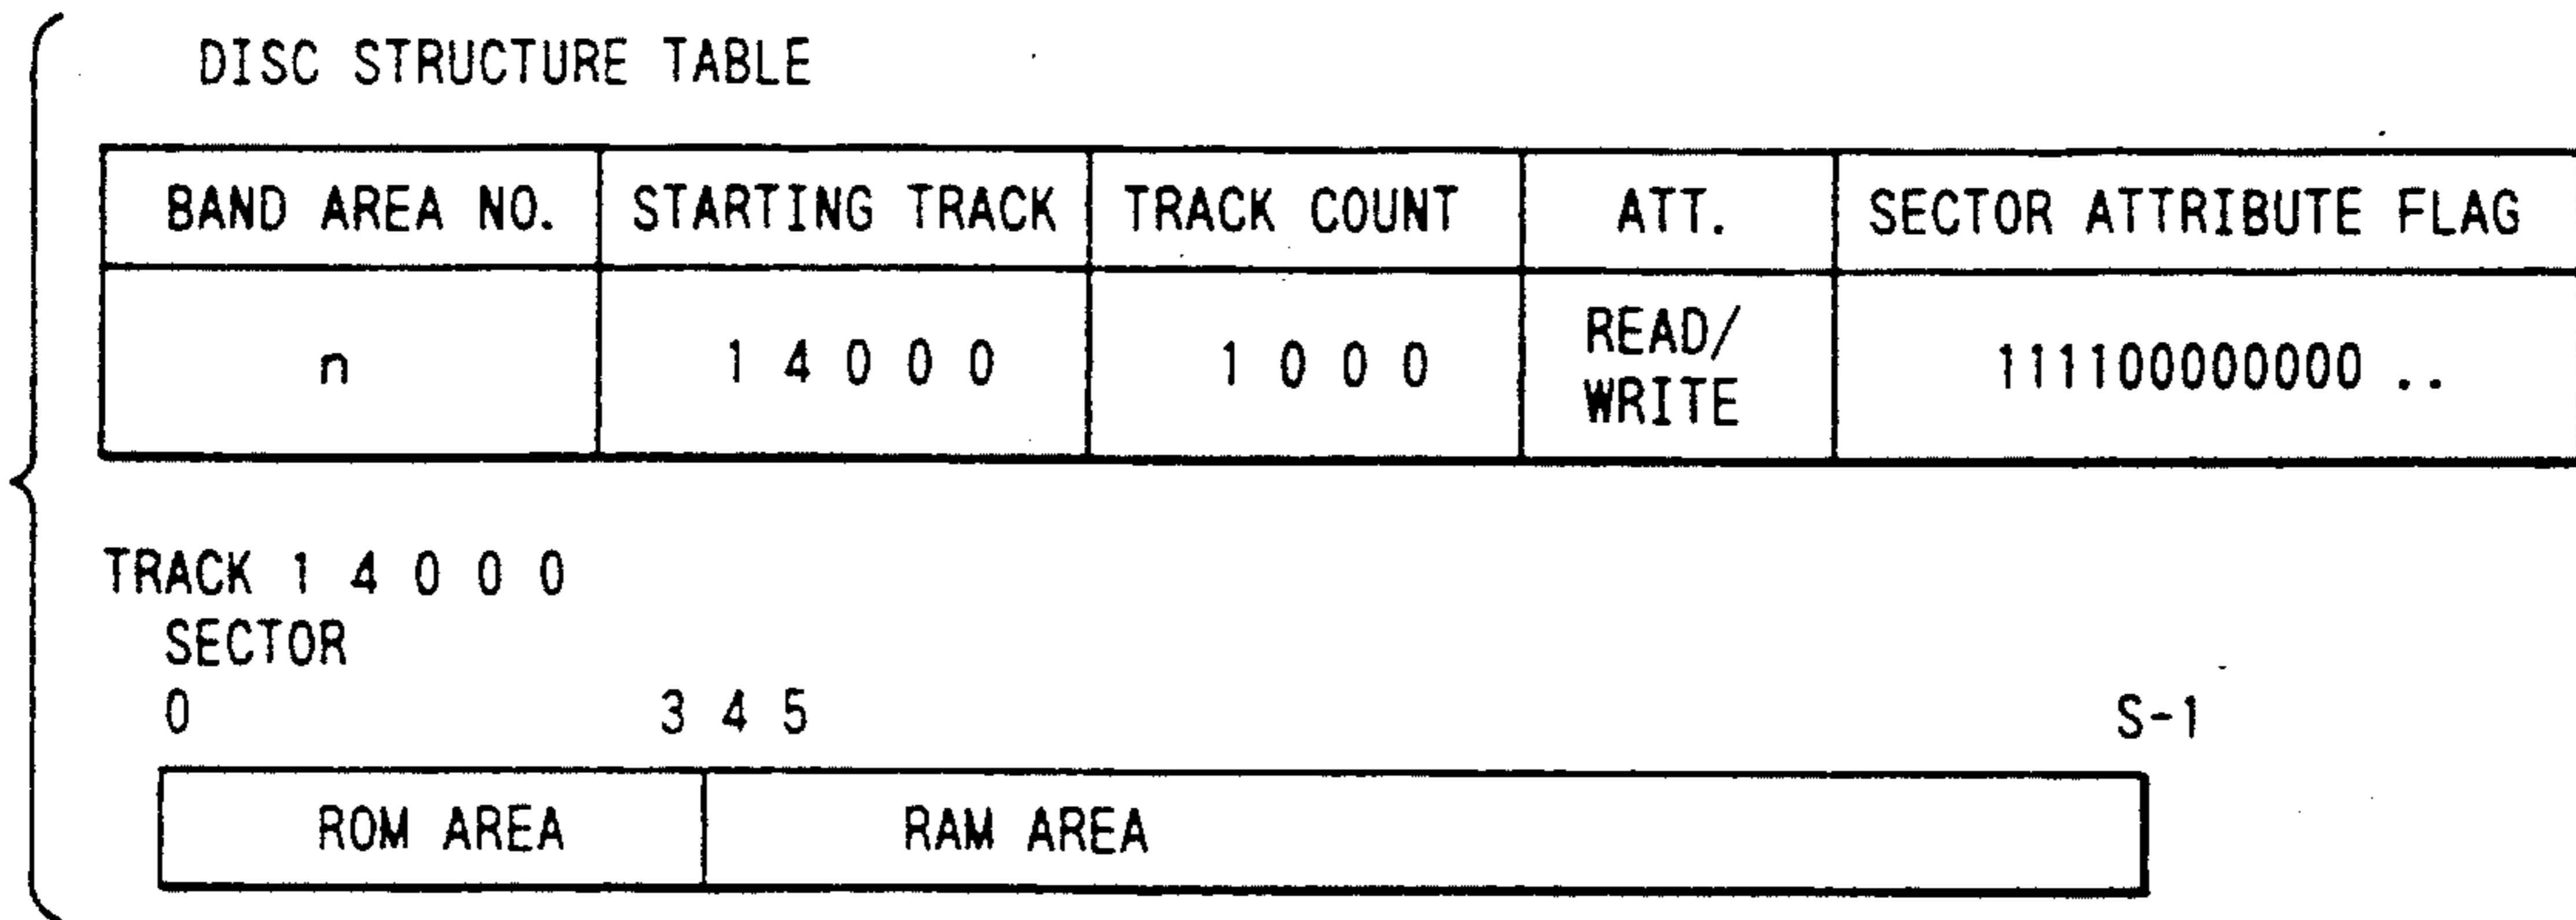 DISC STRUCTURE TABLE
BAND AREA NO. STARTING TRACK TRACK COUNT ATT. SECTOR ATTRIBUTE FLAG
n 1 4 0 0 0 1 0 0 0 READ/ WRITE 111100000000 ..
TRACK 1 4 0 0 0
SECTOR
0 3 4 5 S-1
ROM AREA RAM AREA